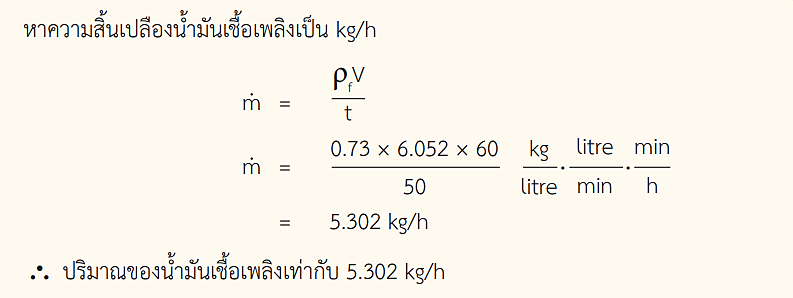 หาความสิ้นเปลืองน้ำมันเชื้อเพลิงเป็น kg/h
ṁ = ρfV / t
ṁ = 0.73 × 6.052 × 60 / 50 kg/litre · litre/min · min/h
= 5.302 kg/h
∴ ปริมาณของน้ำมันเชื้อเพลิงเท่ากับ 5.302 kg/h